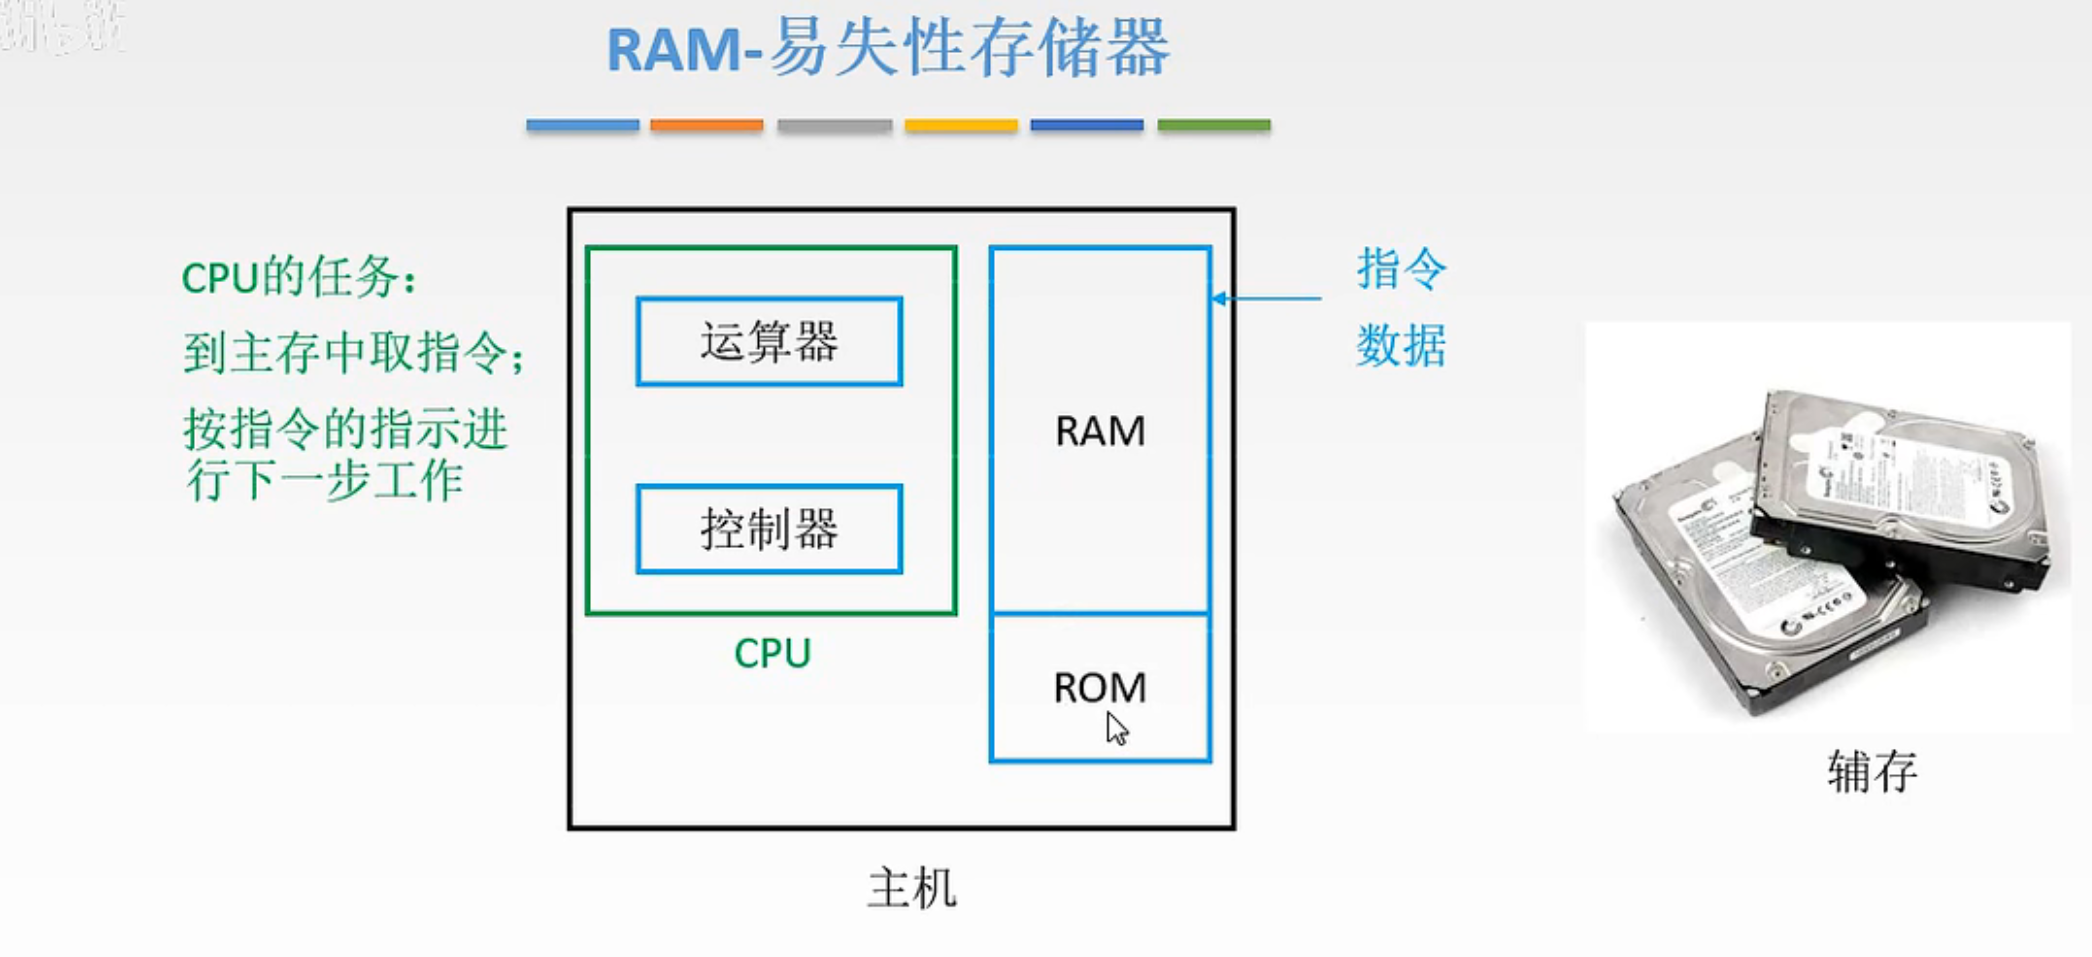 RAM-易失性存储器
CPU的任务：
到主存中取指令；
按指令的指示进
行下一步工作
运算器
控制器
CPU
RAM
ROM
指令
数据
主机
辅存